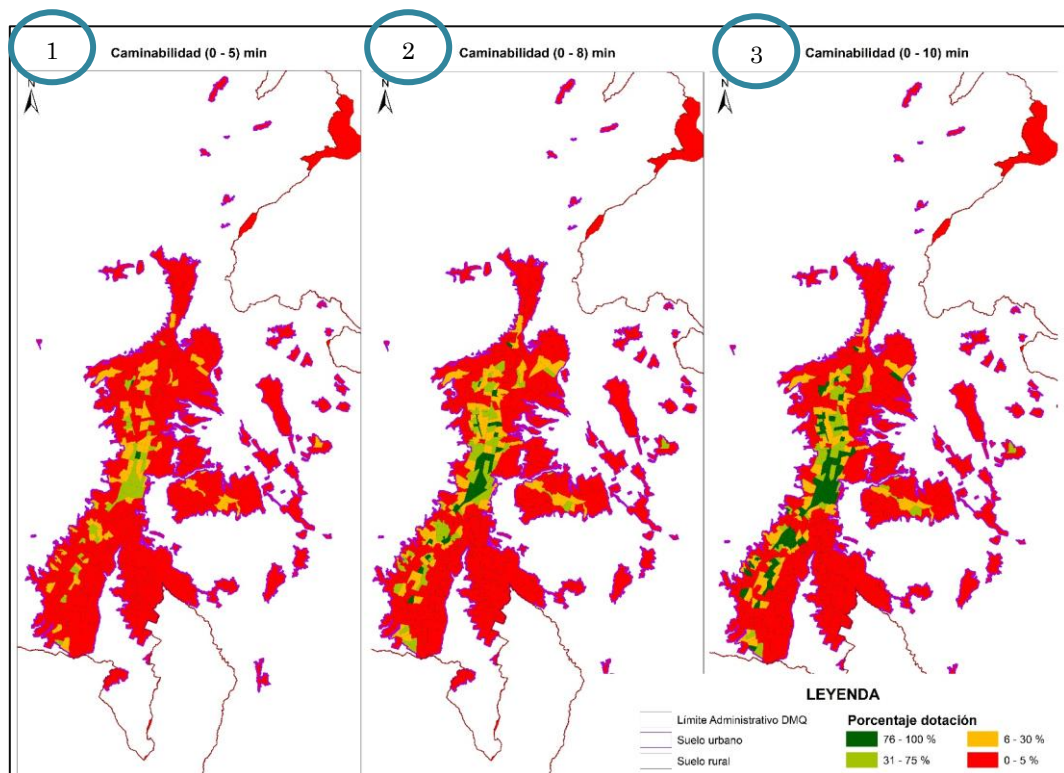 1
Caminabilidad (0 - 5) min
2
Caminabilidad (0 - 8) min
3
Caminabilidad (0 - 10) min
N
N
N
LEYENDA
Límite Administrativo DMQ
Suelo urbano
Suelo rural
Porcentaje dotación
76 - 100 %
6 - 30 %
31 - 75 %
0 - 5 %